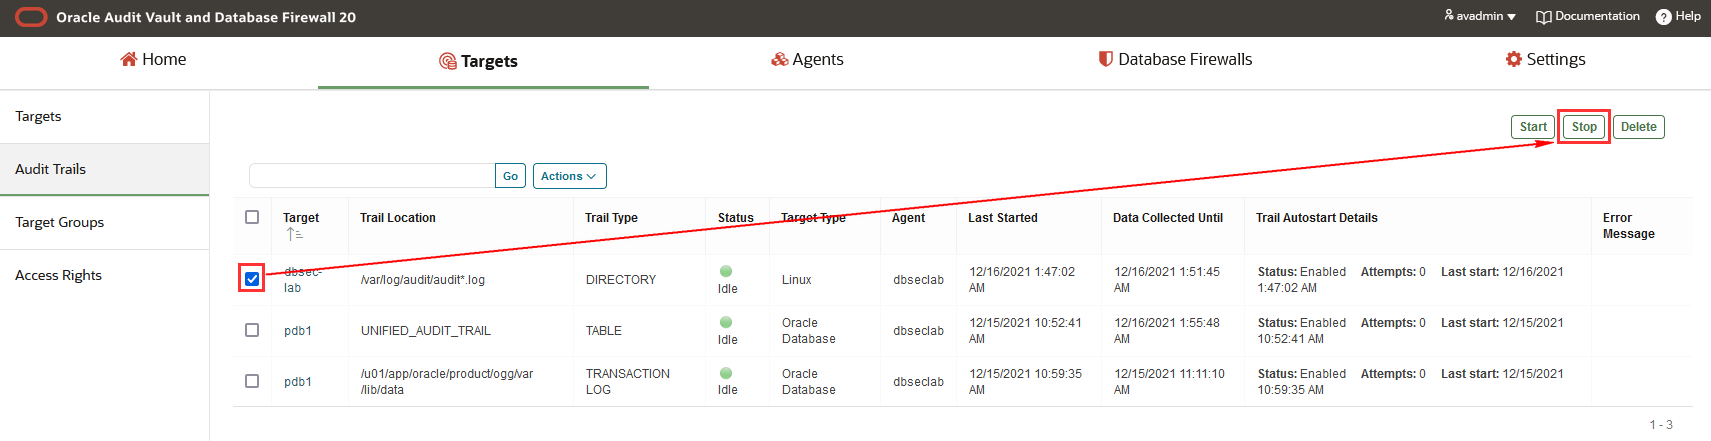 Oracle Audit Vault and Database Firewall 20
avadmin
Documentation
? Help
Home
Targets
Agents
Database Firewalls
Settings
Targets
Audit Trails
Target Groups
Access Rights
Start
Stop
Delete
Go
Actions
Target
Trail Location
Trail Type
Status
Target Type
Agent
Last Started
Data Collected Until
Trail Autostart Details
Error
Message
dbsec-
lab
/var/log/audit/audit*.log
DIRECTORY
Idle
Linux
dbseclab
12/16/2021 1:47:02
AM
12/16/2021 1:51:45
AM
Status: Enabled Attempts: 0 Last start: 12/16/2021
1:47:02 AM
pdb1
UNIFIED_AUDIT_TRAIL
TABLE
Idle
Oracle
Database
dbseclab
12/15/2021 10:52:41
AM
12/16/2021 1:55:48
AM
Status: Enabled Attempts: 0 Last start: 12/15/2021
10:52:41 AM
pdb1
/u01/app/oracle/product/ogg/var
/lib/data
TRANSACTION
LOG
Idle
Oracle
Database
dbseclab
12/15/2021 10:59:35
AM
12/15/2021 11:11:10
AM
Status: Enabled Attempts: 0 Last start: 12/15/2021
10:59:35 AM
1 - 3